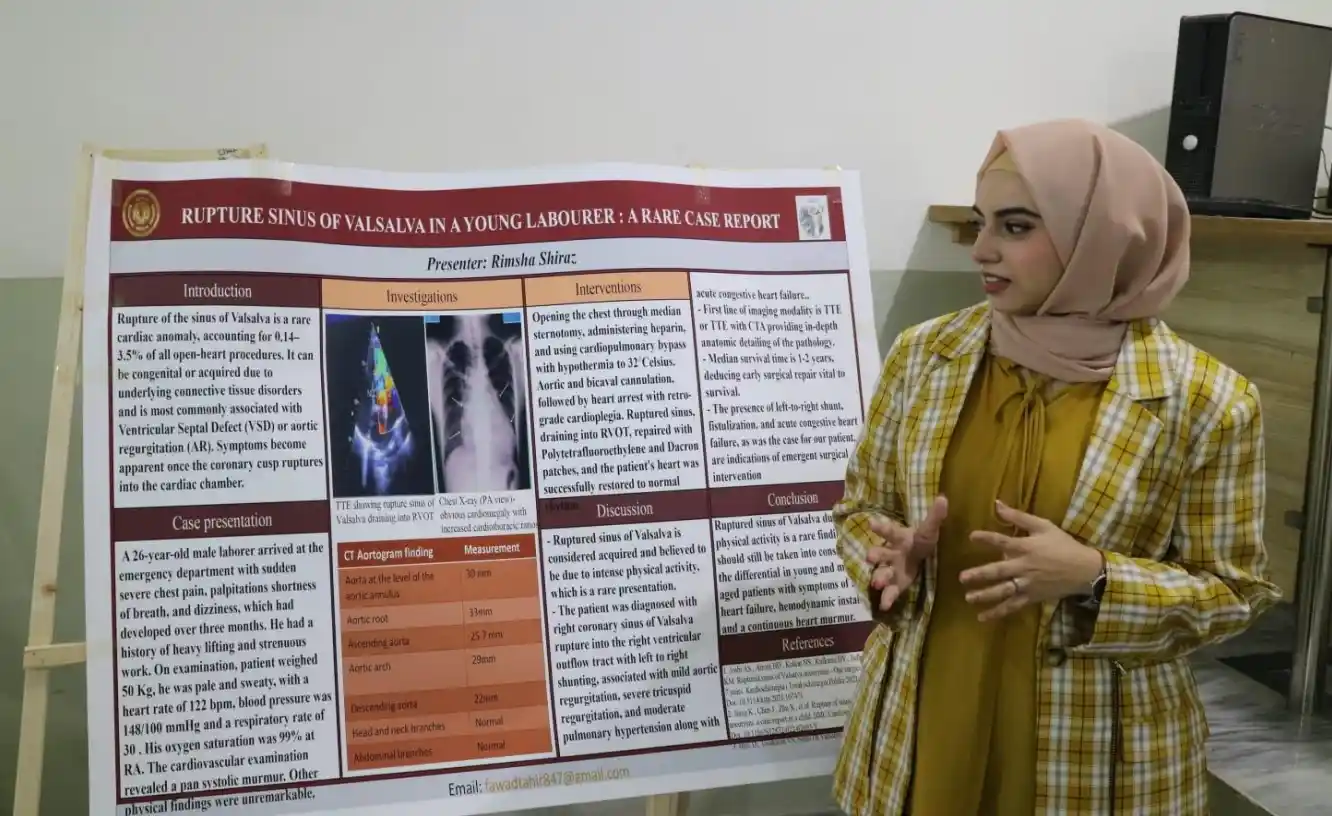 RUPTURE SINUS OF VALSALVA IN A YOUNG LABOURER : A RARE CASE REPORT
Presenter: Rimsha Shiraz
Introduction
Rupture of the sinus of Valsalva is a rare
cardiac anomaly, accounting for 0.14–
3.5% of all open-heart procedures. It can
be congenital or acquired due to
underlying connective tissue disorders
and is most commonly associated with
Ventricular Septal Defect (VSD) or aortic
regurgitation (AR). Symptoms become
apparent once the coronary cusp ruptures
into the cardiac chamber.
Case presentation
A 26-year-old male laborer arrived at the
emergency department with sudden
severe chest pain, palpitations shortness
of breath, and dizziness, which had
developed over three months. He had a
history of heavy lifting and strenuous
work. On examination, patient weighed
50 Kg, he was pale and sweaty, with a
heart rate of 122 bpm, blood pressure was
148/100 mmHg and a respiratory rate of
30 . His oxygen saturation was 99% at
RA. The cardiovascular examination
revealed a pan systolic murmur. Other
physical findings were unremarkable.
Investigations
TTE showing rupture sinus of
Valsalva draining into RVOT
Chest X-ray (PA view)-
obvious cardiomegaly with
increased cardiothoracic ratio
CT Aortogram finding Measurement
Aorta at the level of the
aortic annulus 30 mm
Aortic root 33mm
Ascending aorta 25.7 mm
Aortic arch 29mm
Descending aorta 22mm
Head and neck branches Normal
Abdominal branches Normal
Interventions
Opening the chest through median
sternotomy, administering heparin,
and using cardiopulmonary bypass
with hypothermia to 32°Celsius.
Aortic and bicaval cannulation,
followed by heart arrest with retro-
grade cardioplegia. Ruptured sinus,
draining into RVOT, repaired with
Polytetrafluoroethylene and Dacron
patches, and the patient's heart was
successfully restored to normal
Discussion
- Ruptured sinus of Valsalva is
considered acquired and believed to
be due to intense physical activity,
which is a rare presentation.
- The patient was diagnosed with
right coronary sinus of Valsalva
rupture into the right ventricular
outflow tract with left to right
shunting, associated with mild aortic
regurgitation, severe tricuspid
regurgitation, and moderate
pulmonary hypertension along with
acute congestive heart failure..
- First line of imaging modality is TTE
or TTE with CTA providing in-depth
anatomic detailing of the pathology.
- Median survival time is 1-2 years,
deducing early surgical repair vital to
survival.
- The presence of left-to-right shunt,
fistulization, and acute congestive heart
failure, as was the case for our patient,
are indications of emergent surgical
intervention
Conclusion
Ruptured sinus of Valsalva du
physical activity is a rare findi
should still be taken into cons
the differential in young and m
aged patients with symptoms of
heart failure, hemodynamic instal
and a continuous heart murmur.
References
Email: fawadtahir847@gmail.com